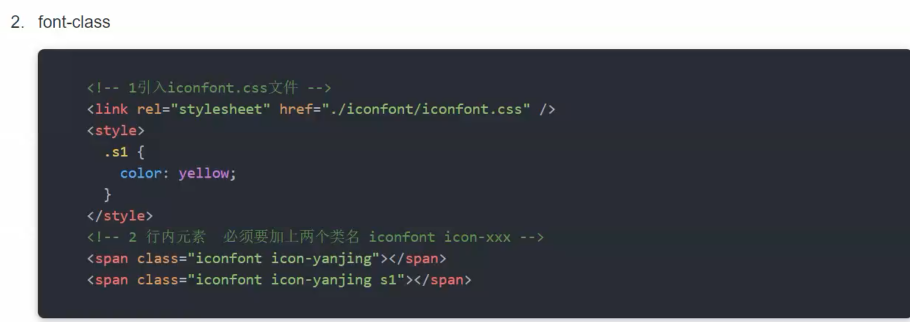 2. font-class
<!-- 1引入iconfont.css文件 -->
<link rel="stylesheet" href="./iconfont/iconfont.css" />
<style>
  .s1 {
    color: yellow;
  }
</style>
<!-- 2 行内元素  必须要加上两个类名 iconfont icon-xxx -->
<span class="iconfont icon-yanjing"></span>
<span class="iconfont icon-yanjing s1"></span>